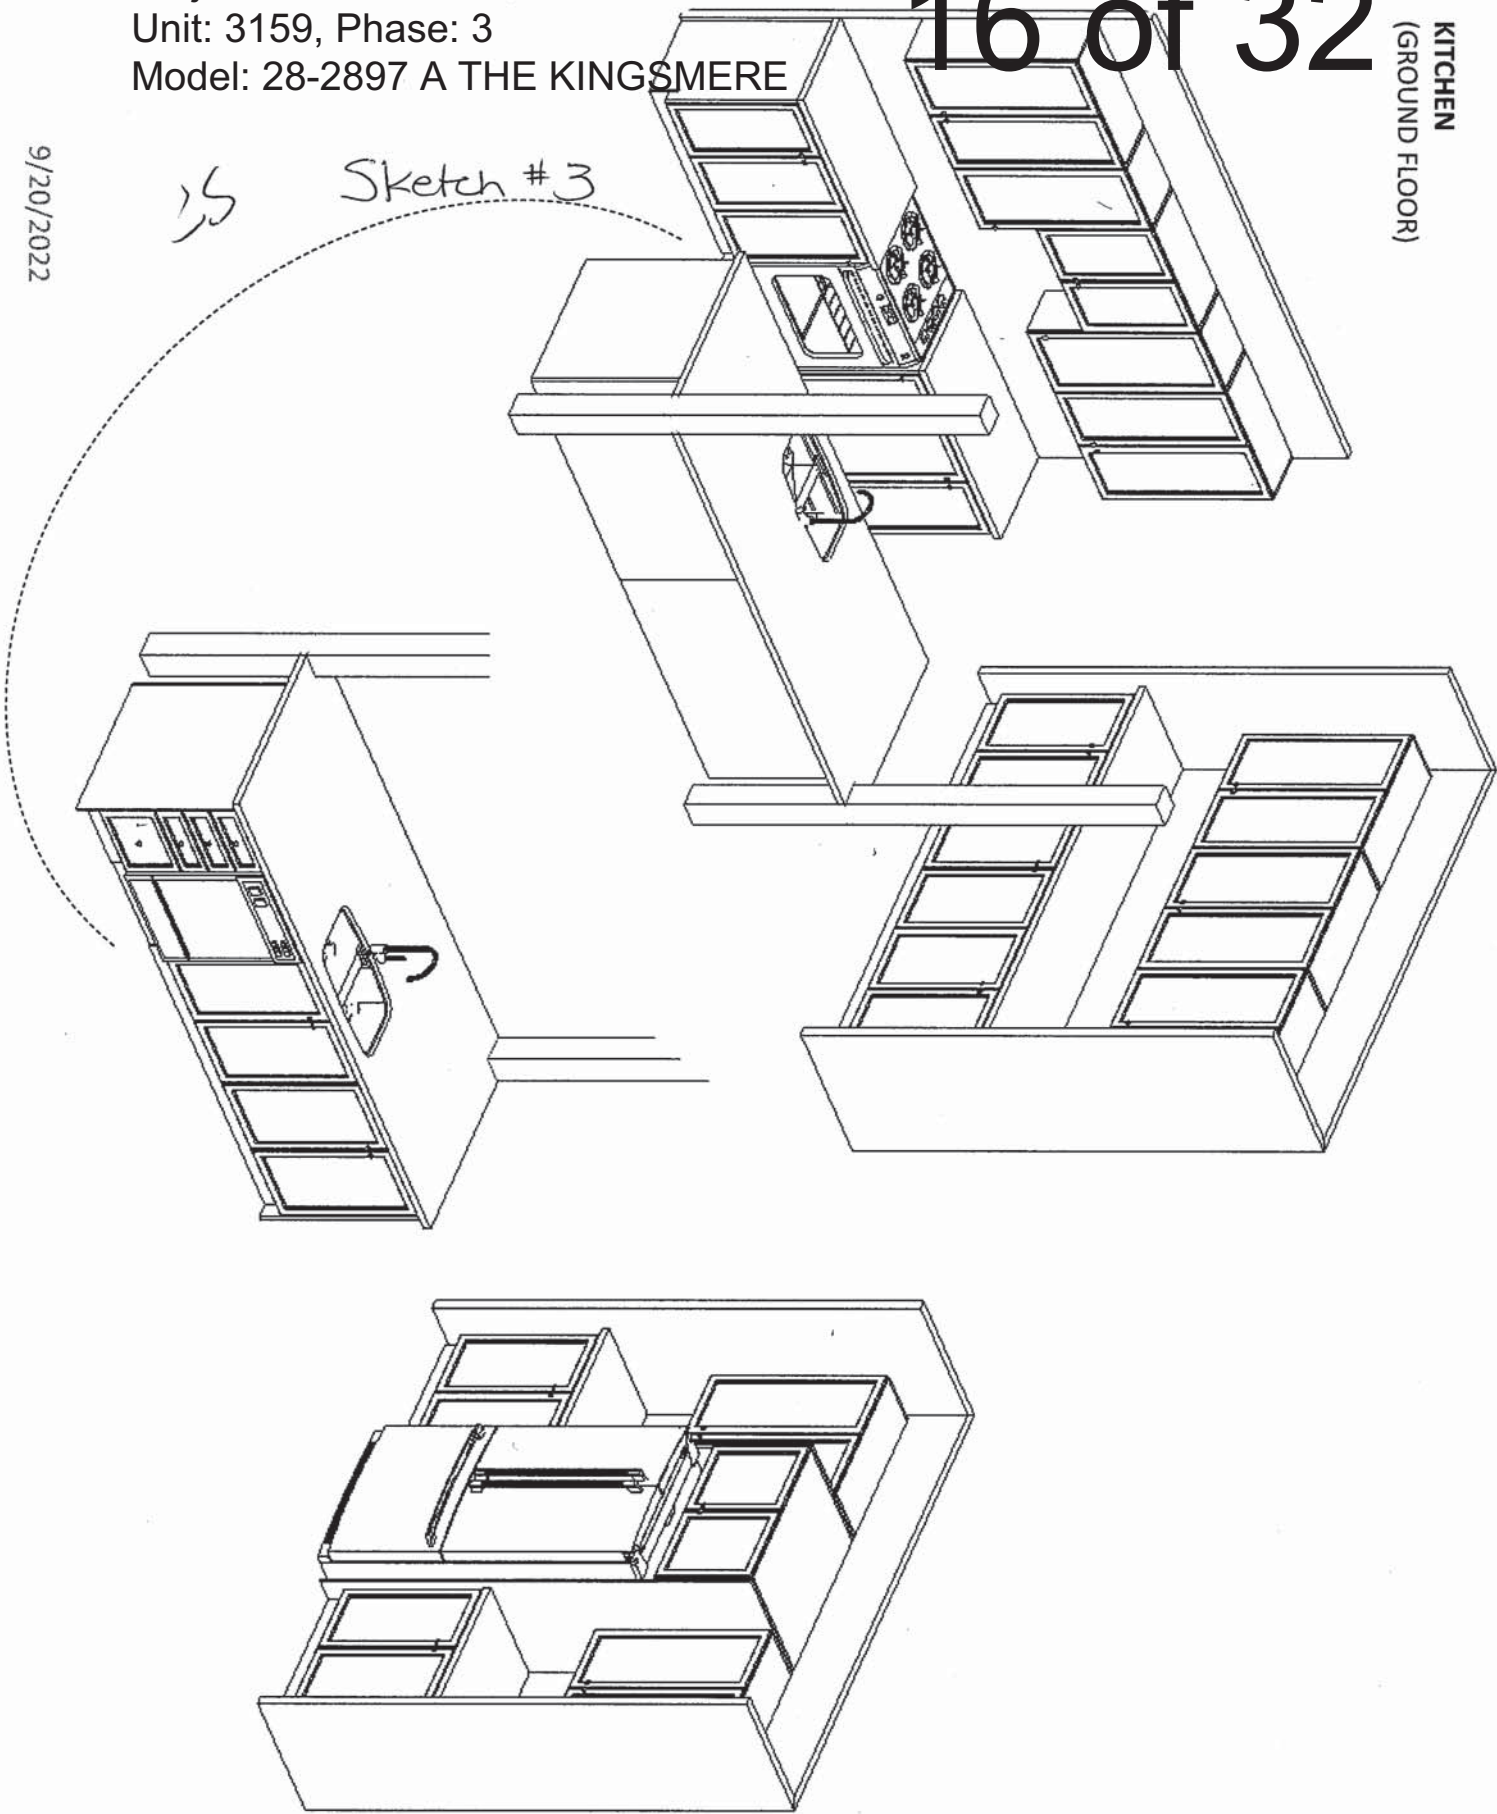 Unit: 3159, Phase: 3
Model: 28-2897 A THE KINGSMERE
16 of 32
KITCHEN
(GROUND FLOOR)
Sketch #3
9/20/2022